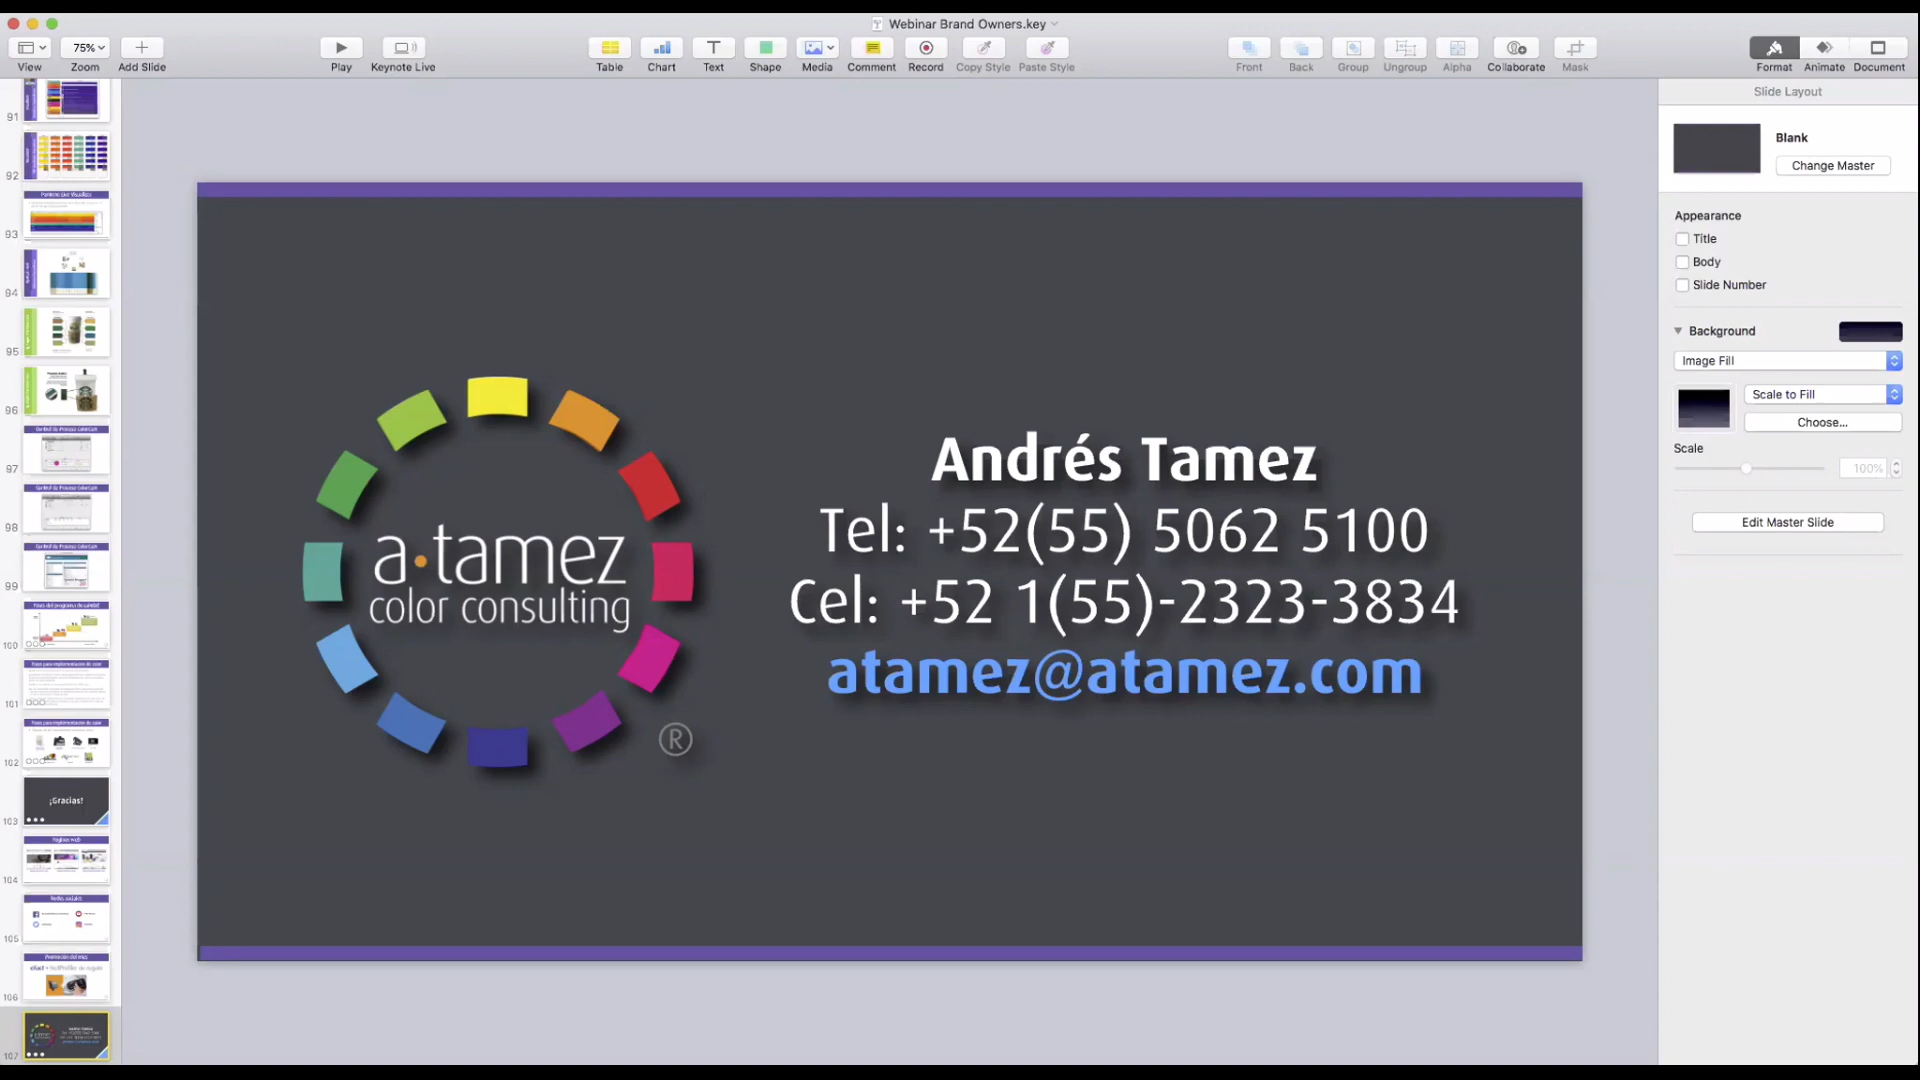 Webinar Brand Owners.key
View
75%
Zoom
Add Slide
Play
Keynote Live
Table
Chart
Text
Shape
Media
Comment
Record
Copy Style
Paste Style
Front
Back
Group
Ungroup
Alpha
Collaborate
Mask
Format
Animate
Document
91
92
93
94
95
96
97
98
99
100
101
102
¡Gracias!
103
104
105
106
107
a·tamez
color consulting
®
Andrés Tamez
Tel: +52(55) 5062 5100
Cel: +52 1(55)-2323-3834
atamez@atamez.com
Slide Layout
Blank
Change Master
Appearance
Title
Body
Slide Number
Background
Image Fill
Scale to Fill
Choose...
Scale
100%
Edit Master Slide